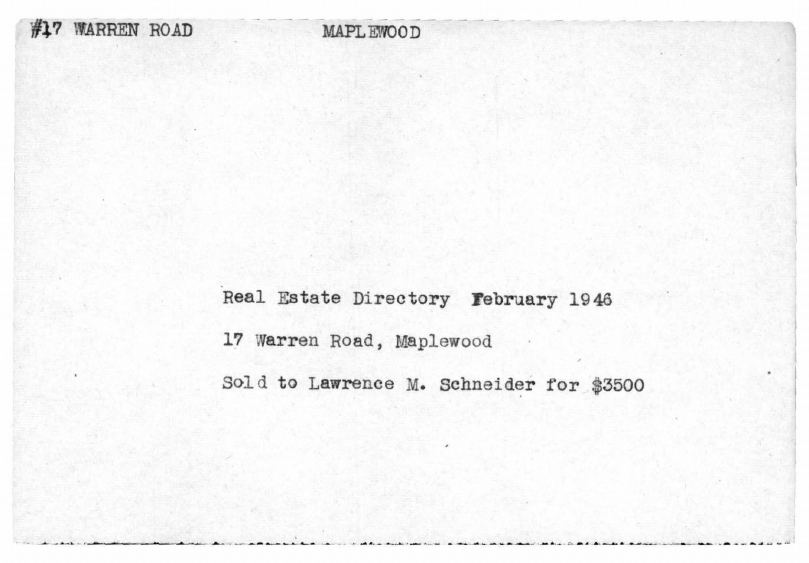 #17 WARREN ROAD MAPLEWOOD
Real Estate Directory February 1946
17 Warren Road, Maplewood
Sold to Lawrence M. Schneider for $3500